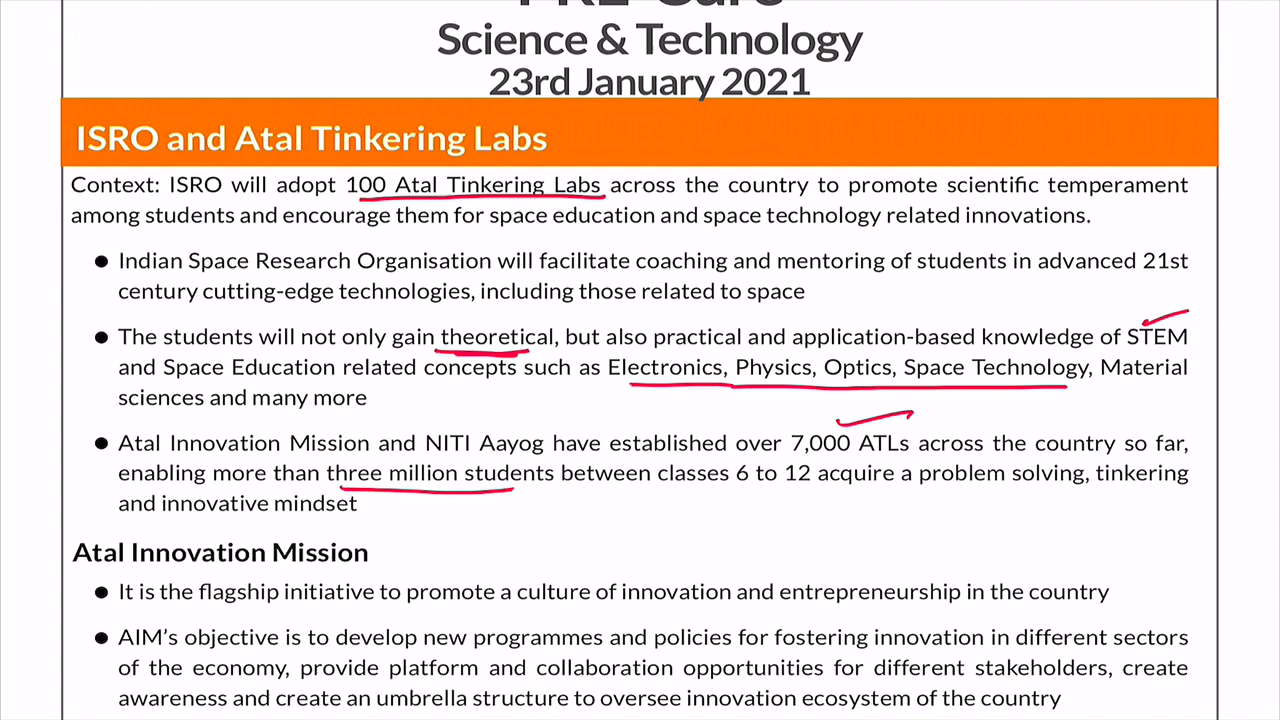 Science & Technology
23rd January 2021
ISRO and Atal Tinkering Labs
Context: ISRO will adopt 100 Atal Tinkering Labs across the country to promote scientific temperament
among students and encourage them for space education and space technology related innovations.
● Indian Space Research Organisation will facilitate coaching and mentoring of students in advanced 21st
century cutting-edge technologies, including those related to space
● The students will not only gain theoretical, but also practical and application-based knowledge of STEM
and Space Education related concepts such as Electronics, Physics, Optics, Space Technology, Material
sciences and many more
● Atal Innovation Mission and NITI Aayog have established over 7,000 ATLs across the country so far,
enabling more than three million students between classes 6 to 12 acquire a problem solving, tinkering
and innovative mindset
Atal Innovation Mission
● It is the flagship initiative to promote a culture of innovation and entrepreneurship in the country
● AIM's objective is to develop new programmes and policies for fostering innovation in different sectors
of the economy, provide platform and collaboration opportunities for different stakeholders, create
awareness and create an umbrella structure to oversee innovation ecosystem of the country